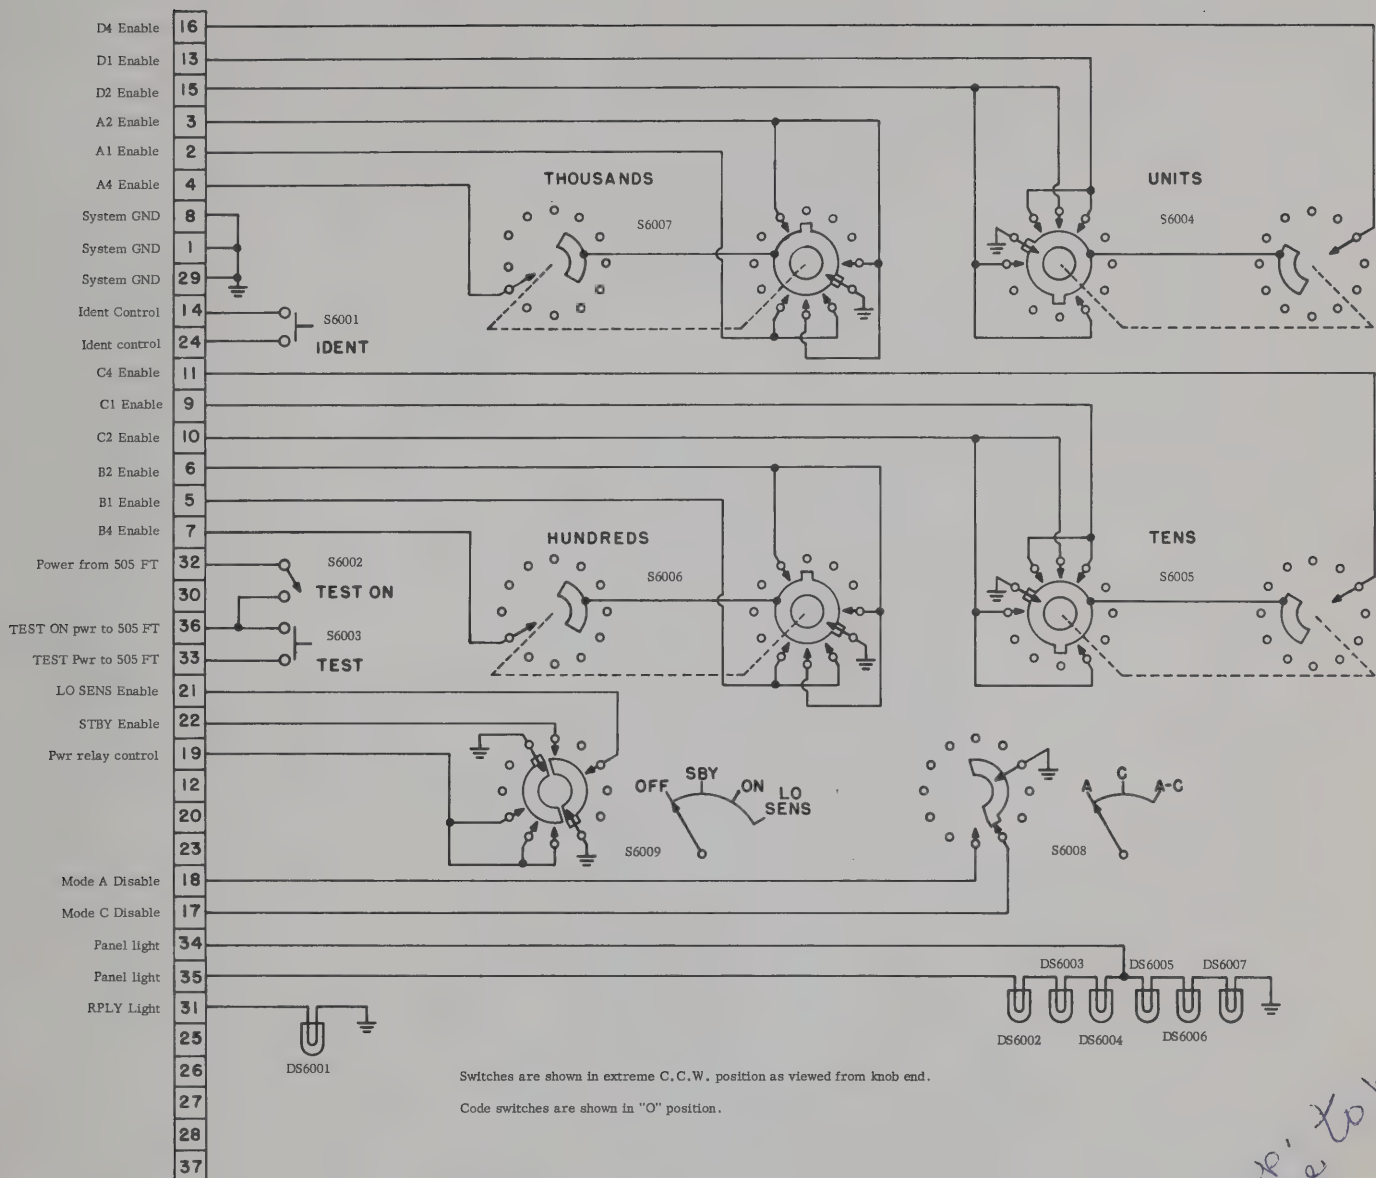 D4 Enable 16
D1 Enable 13
D2 Enable 15
A2 Enable 3
A1 Enable 2
A4 Enable 4
System GND 8
System GND 1
System GND 29
Ident Control 14
Ident control 24
C4 Enable 11
C1 Enable 9
C2 Enable 10
B2 Enable 6
B1 Enable 5
B4 Enable 7
Power from 505 FT 32
30
TEST ON pwr to 505 FT 36
TEST Pwr to 505 FT 33
LO SENS Enable 21
STBY Enable 22
Pwr relay control 19
12
20
23
Mode A Disable 18
Mode C Disable 17
Panel light 34
Panel light 35
RPLY Light 31
25
26
27
28
37
THOUSANDS
S6007
UNITS
S6004
S6001
IDENT
HUNDREDS
S6006
TENS
S6005
S6002
TEST ON
S6003
TEST
OFF SBY ON LO
SENS
S6009
A C A-C
S6008
DS6003 DS6005 DS6007
DS6002 DS6004 DS6006
DS6001
Switches are shown in extreme C.C.W. position as viewed from knob end.
Code switches are shown in "O" position.
to